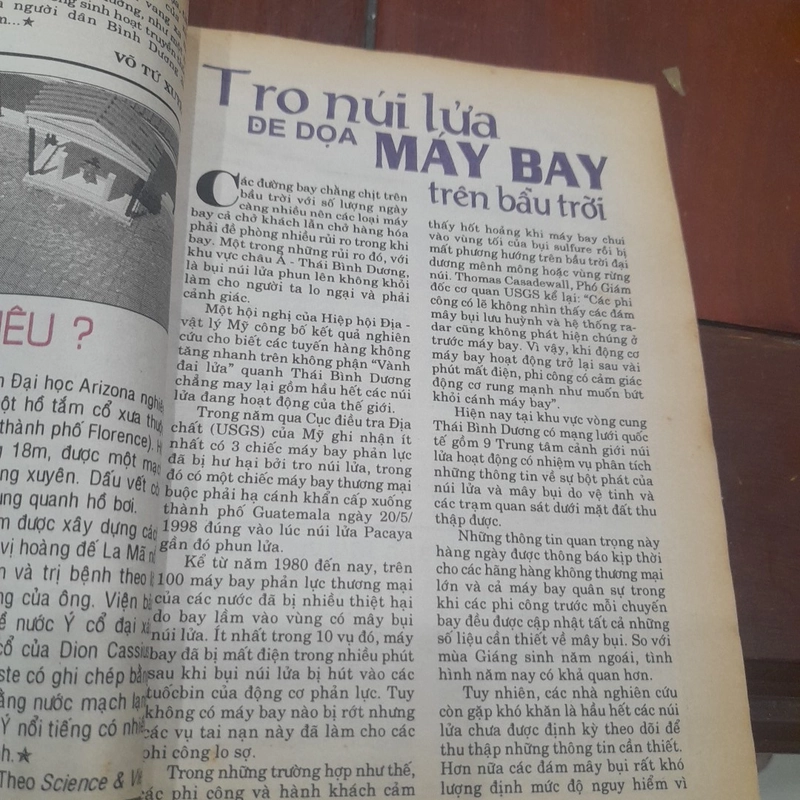 người dân Bình Dương
VÕ TỨ
ÊU ?
Đại học Arizona
một hồ tắm cổ xưa
thành phố Florence).
18m, được một
xuyên. Dấu vết
quanh hồ bơi.
được xây dựng
vị hoàng đế La Mã
và trị bệnh theo
của ông. Viện
nước Ý cổ đại
cổ của Dion Cassius
có ghi chép
nước mạch
Ý nổi tiếng có
Theo Science &
Tro núi lửa
ĐE DỌA MÁY BAY
trên bầu trời
Các đường bay chằng chịt trên
bầu trời với số lượng ngày
càng nhiều nên các loại máy
bay cả chở khách lẫn chở hàng hóa
phải đề phòng nhiều rủi ro trong khi
bay. Một trong những rủi ro đó, với
khu vực châu Á - Thái Bình Dương,
là bụi núi lửa phun lên không khỏi
làm cho người ta lo ngại và phải
cảnh giác.
Một hội nghị của Hiệp hội Địa -
vật lý Mỹ công bố kết quả nghiên
cứu cho biết các tuyến hàng không
tăng nhanh trên không phận "Vành
đai lửa" quanh Thái Bình Dương
chẳng may lại gồm hầu hết các núi
lửa đang hoạt động của thế giới.
Trong năm qua Cục điều tra Địa
chất (USGS) của Mỹ ghi nhận ít
nhất có 3 chiếc máy bay phản lực
đã bị hư hại bởi tro núi lửa, trong
đó có một chiếc máy bay thương mại
buộc phải hạ cánh khẩn cấp xuống
thành phố Guatemala ngày 20/5/
1998 đúng vào lúc núi lửa Pacaya
gần đó phun lửa.
Kể từ năm 1980 đến nay, trên
100 máy bay phản lực thương mại
của các nước đã bị nhiều thiệt hại
do bay lầm vào vùng có mây bụi
núi lửa. Ít nhất trong 10 vụ đó, máy
bay đã bị mất điện trong nhiều phút
sau khi bụi núi lửa bị hút vào các
tuốcbin của động cơ phản lực. Tuy
không có máy bay nào bị rớt nhưng
các vụ tai nạn này đã làm cho các
phi công lo sợ.
Trong những trường hợp như thế,
các phi công và hành khách cảm
thấy hốt hoảng khi máy bay chui
vào vùng tối của bụi sulfure rồi bị
mất phương hướng trên bầu trời đại
dương mênh mông hoặc vùng rừng
núi. Thomas Casadewall, Phó Giám
đốc cơ quan USGS kể lại: "Các phi
công có lẽ không nhìn thấy các đám
mây bụi lưu huỳnh và hệ thống ra-
dar cũng không phát hiện chúng ở
trước máy bay. Vì vậy, khi động cơ
máy bay hoạt động trở lại sau vài
phút mất điện, phi công có cảm giác
động cơ rung mạnh như muốn bứt
khỏi cánh máy bay".
Hiện nay tại khu vực vòng cung
Thái Bình Dương có mạng lưới quốc
tế gồm 9 Trung tâm cảnh giới núi
lửa hoạt động có nhiệm vụ phân tích
những thông tin về sự bột phát của
núi lửa và mây bụi do vệ tinh và
các trạm quan sát dưới mặt đất thu
thập được.
Những thông tin quan trọng này
hàng ngày được thông báo kịp thời
cho các hãng hàng không thương mại
lớn và cả máy bay quân sự trong
khi các phi công trước mỗi chuyến
bay đều được cập nhật tất cả những
số liệu cần thiết về mây bụi. So với
mùa Giáng sinh năm ngoái, tình
hình năm nay có khả quan hơn.
Tuy nhiên, các nhà nghiên cứu
còn gặp khó khăn là hầu hết các núi
lửa chưa được định kỳ theo dõi để
thu thập những thông tin cần thiết.
Hơn nữa các đám mây bụi rất khó
lượng định mức độ nguy hiểm vì